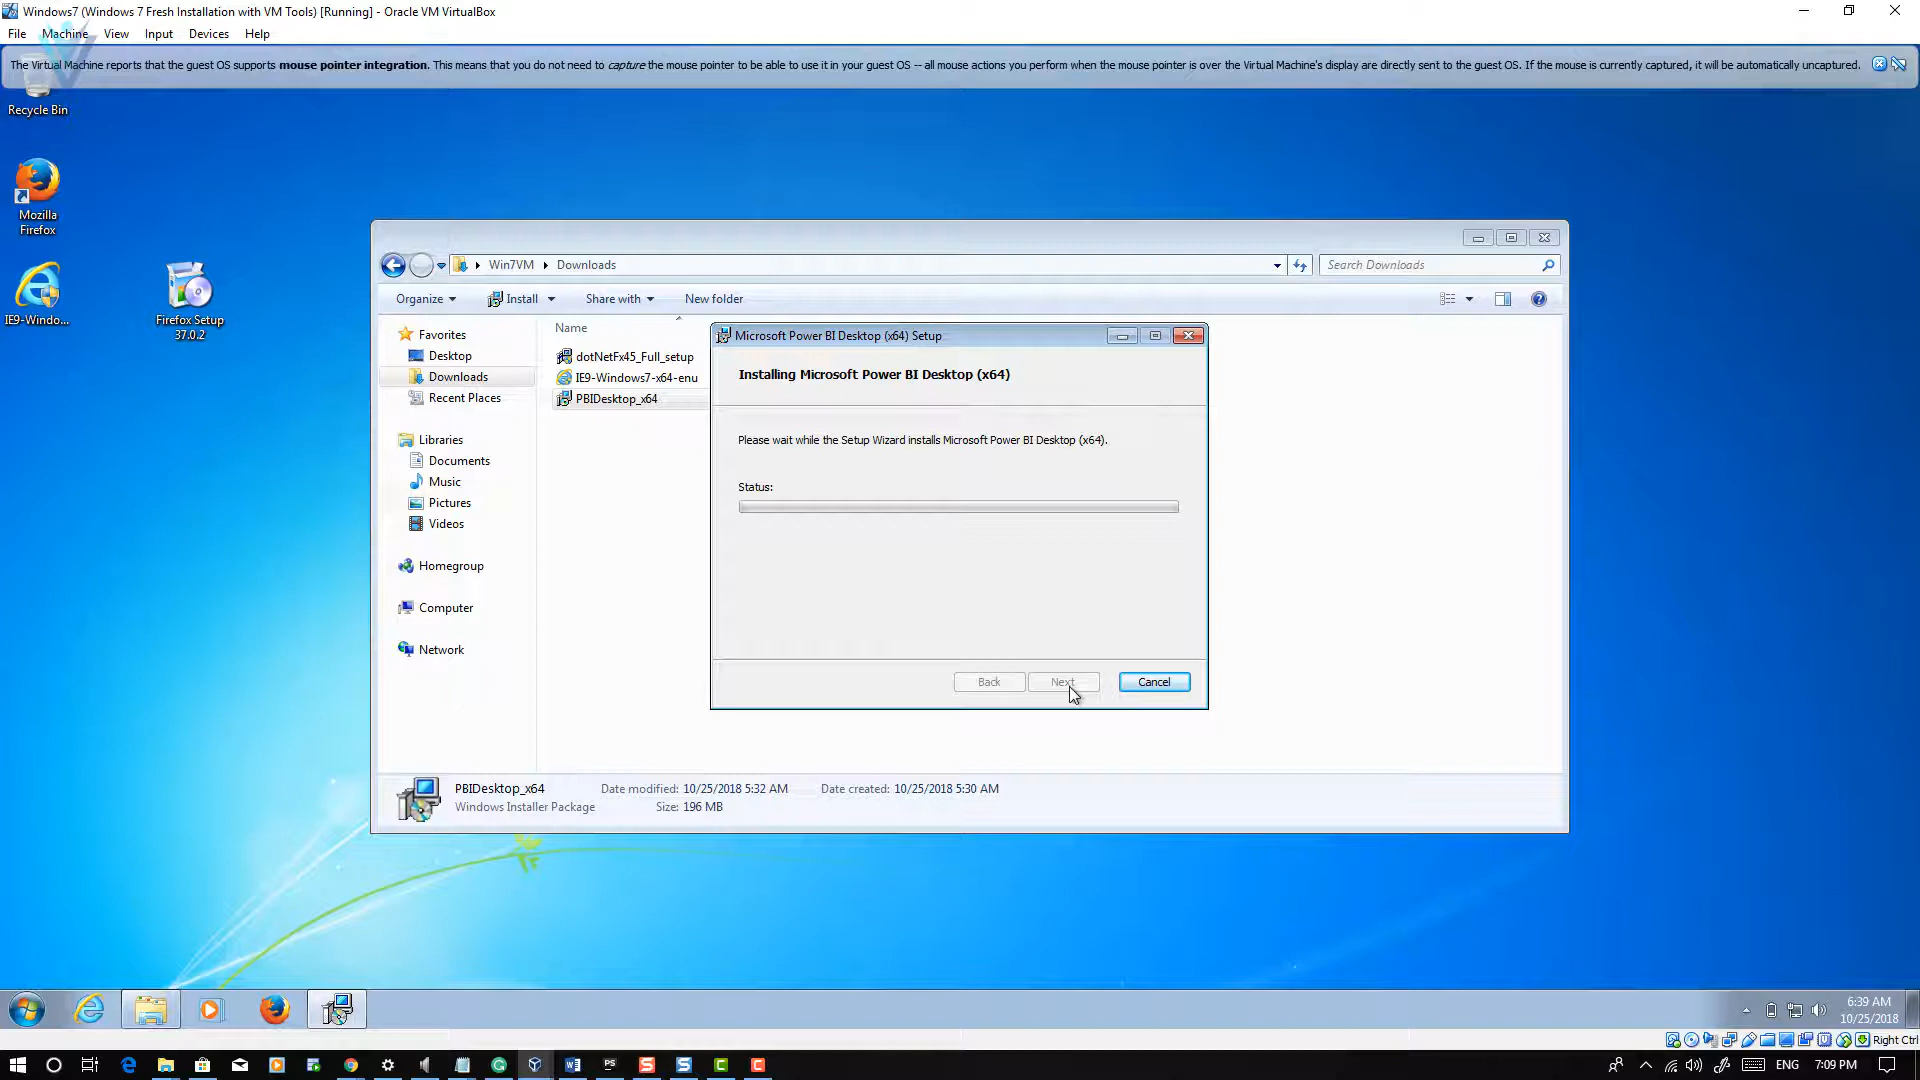 Windows7 (Windows 7 Fresh Installation with VM Tools) [Running] - Oracle VM VirtualBox
File Machine View Input Devices Help
The Virtual Machine reports that the guest OS supports mouse pointer integration. This means that you do not need to capture the mouse pointer to be able to use it in your guest OS -- all mouse actions you perform when the mouse pointer is over the Virtual Machine's display are directly sent to the guest OS. If the mouse is currently captured, it will be automatically uncaptured.
Recycle Bin
Mozilla
Firefox
IE9-Windo...
Firefox Setup
37.0.2
Win7VM Downloads
Search Downloads
Organize Install Share with New folder
Favorites
Desktop
Downloads
Recent Places
Libraries
Documents
Music
Pictures
Videos
Homegroup
Computer
Network
Name
dotNetFx45_Full_setup
IE9-Windows7-x64-enu
PBIDesktop_x64
Microsoft Power BI Desktop (x64) Setup
Installing Microsoft Power BI Desktop (x64)
Please wait while the Setup Wizard installs Microsoft Power BI Desktop (x64).
Status:
Back Next Cancel
PBIDesktop_x64 Date modified: 10/25/2018 5:32 AM Date created: 10/25/2018 5:30 AM
Windows Installer Package Size: 196 MB
6:39 AM
10/25/2018
Right Ctrl
ENG 7:09 PM